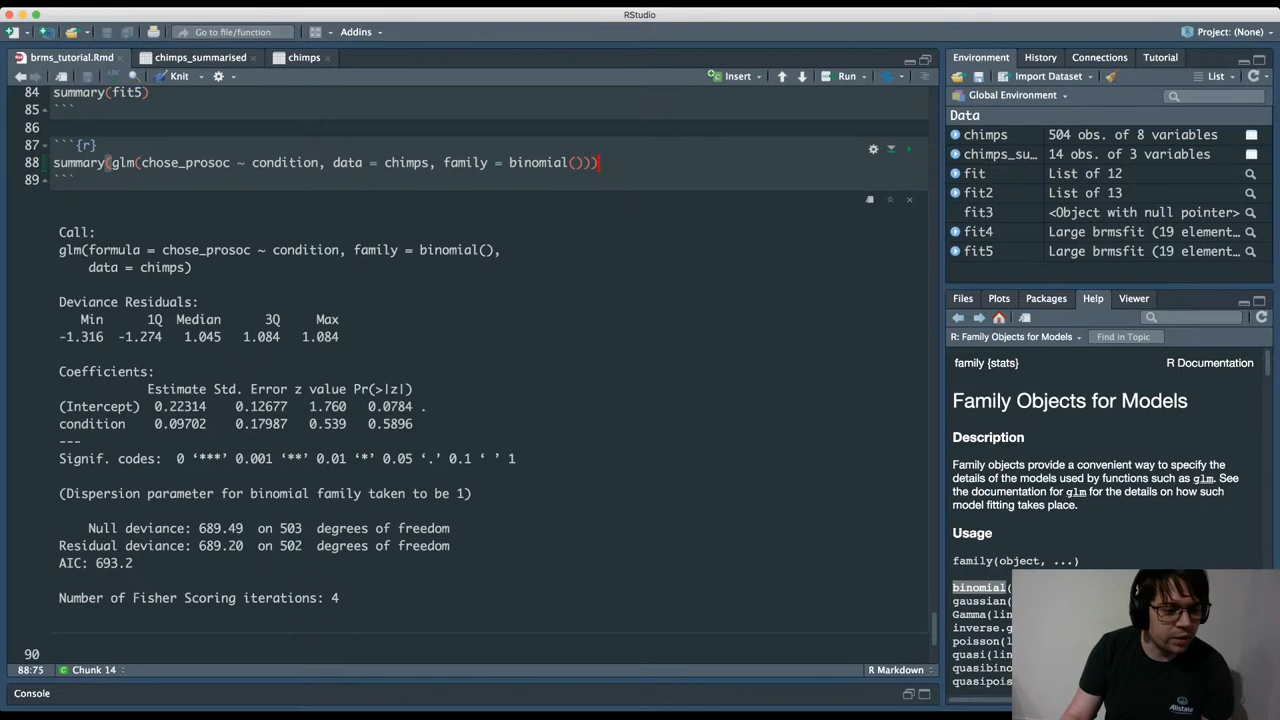 RStudio
Go to file/function
Addins
Project: (None)
brms_tutorial.Rmd
chimps_summarised
chimps
Knit
Insert
Run
84 summary(fit5)
85 ```
86
87 ```{r}
88 summary(glm(chose_prosoc ~ condition, data = chimps, family = binomial()))
89 ```
Call:
glm(formula = chose_prosoc ~ condition, family = binomial(),
data = chimps)
Deviance Residuals:
Min 1Q Median 3Q Max
-1.316 -1.274 1.045 1.084 1.084
Coefficients:
Estimate Std. Error z value Pr(>|z|)
(Intercept) 0.22314 0.12677 1.760 0.0784 .
condition 0.09702 0.17987 0.539 0.5896
---
Signif. codes: 0 ‘***’ 0.001 ‘**’ 0.01 ‘*’ 0.05 ‘.’ 0.1 ‘ ’ 1
(Dispersion parameter for binomial family taken to be 1)
Null deviance: 689.49 on 503 degrees of freedom
Residual deviance: 689.20 on 502 degrees of freedom
AIC: 693.2
Number of Fisher Scoring iterations: 4
90
88:75
Chunk 14
R Markdown
Console
Environment History Connections Tutorial
Import Dataset
List
Global Environment
Data
chimps 504 obs. of 8 variables
chimps_su… 14 obs. of 3 variables
fit List of 12
fit2 List of 13
fit3 <Object with null pointer>
fit4 Large brmsfit (19 element…
fit5 Large brmsfit (19 element…
Files Plots Packages Help Viewer
R: Family Objects for Models
Find in Topic
family {stats}
R Documentation
Family Objects for Models
Description
Family objects provide a convenient way to specify the
details of the models used by functions such as glm. See
the documentation for glm for the details on how such
model fitting takes place.
Usage
family(object, ...)
binomial(
gaussian(
Gamma(lin
inverse.g
poisson(l
quasi(lin
quasibino
quasipois
Allstate